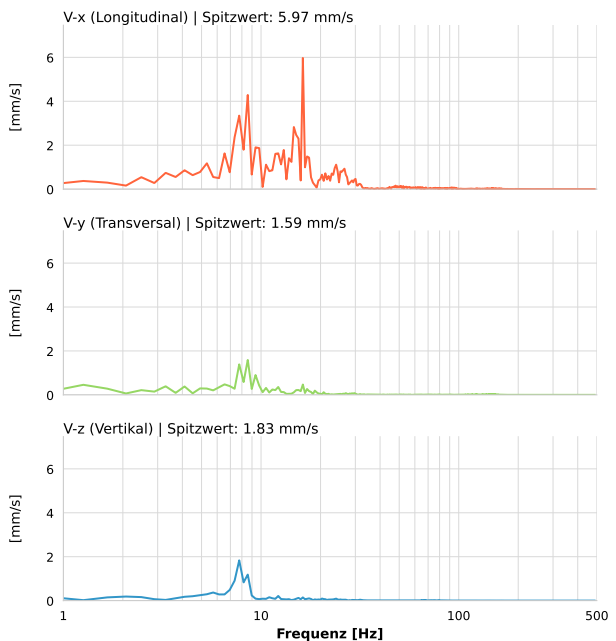 V-x (Longitudinal) | Spitzwert: 5.97 mm/s
6
4
2
0
[mm/s]
V-y (Transversal) | Spitzwert: 1.59 mm/s
6
4
2
0
[mm/s]
V-z (Vertikal) | Spitzwert: 1.83 mm/s
6
4
2
0
[mm/s]
1 10 100 500
Frequenz [Hz]